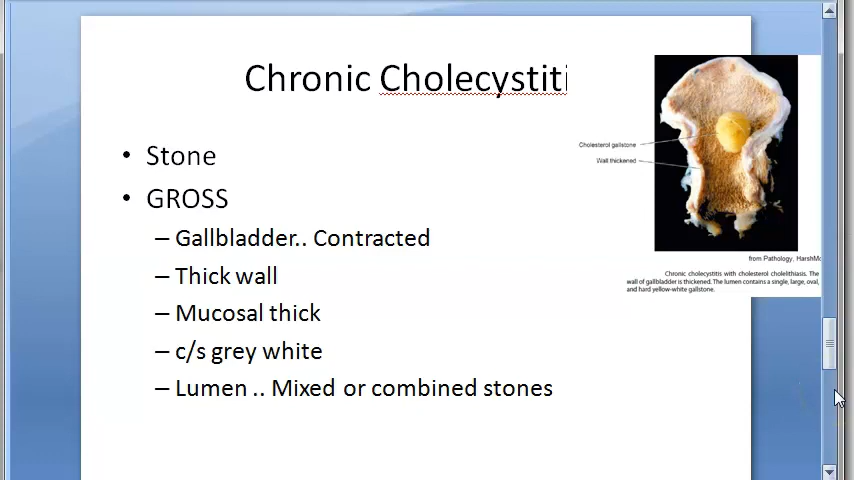 Chronic Cholecystiti
• Stone
• GROSS
– Gallbladder.. Contracted
– Thick wall
– Mucosal thick
– c/s grey white
– Lumen .. Mixed or combined stones
Cholesterol gallstone
Wall thickened
from Pathology, HarshMo
Chronic cholecystitis with cholesterol cholelithiasis. The
wall of gallbladder is thickened. The lumen contains a single, large, oval,
and hard yellow-white gallstone.